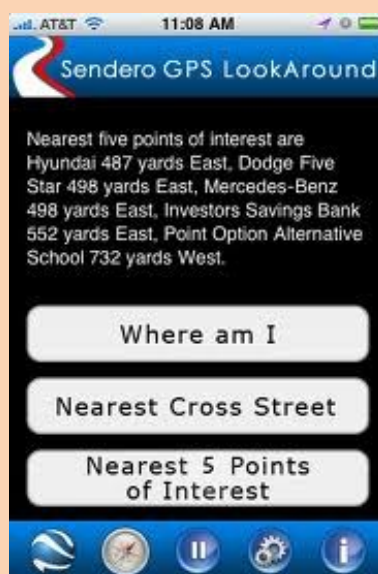 AT&T 11:08 AM
Sendero GPS LookAround
Nearest five points of interest are
Hyundai 487 yards East, Dodge Five
Star 498 yards East, Mercedes-Benz
498 yards East, Investors Savings Bank
552 yards East, Point Option Alternative
School 732 yards West.
Where am I
Nearest Cross Street
Nearest 5 Points
of Interest